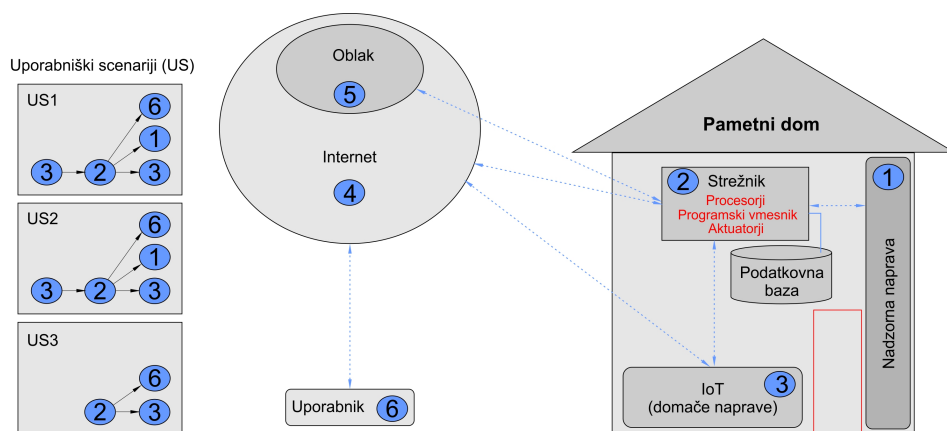 Uporabniški scenariji (US)
US1
6
1
3
2
3
US2
6
1
3
2
3
US3
6
2
3
Oblak
5
Internet
4
Uporabnik 6
Pametni dom
2 Strežnik
Procesorji
Programski vmesnik
Aktuatorji
Podatkovna
baza
1
Nadzorna naprava
IoT 3
(domače naprave)